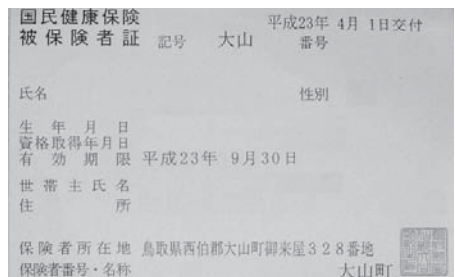 国民健康保険
被保険者証 記号 大山 番号
平成23年 4月 1日交付
氏名 性別
生年月日
資格取得年月日
有効期限 平成23年 9月30日
世帯主氏名
住所
保険者所在地 鳥取県西伯郡大山町御来屋328番地
保険者番号・名称 大山町